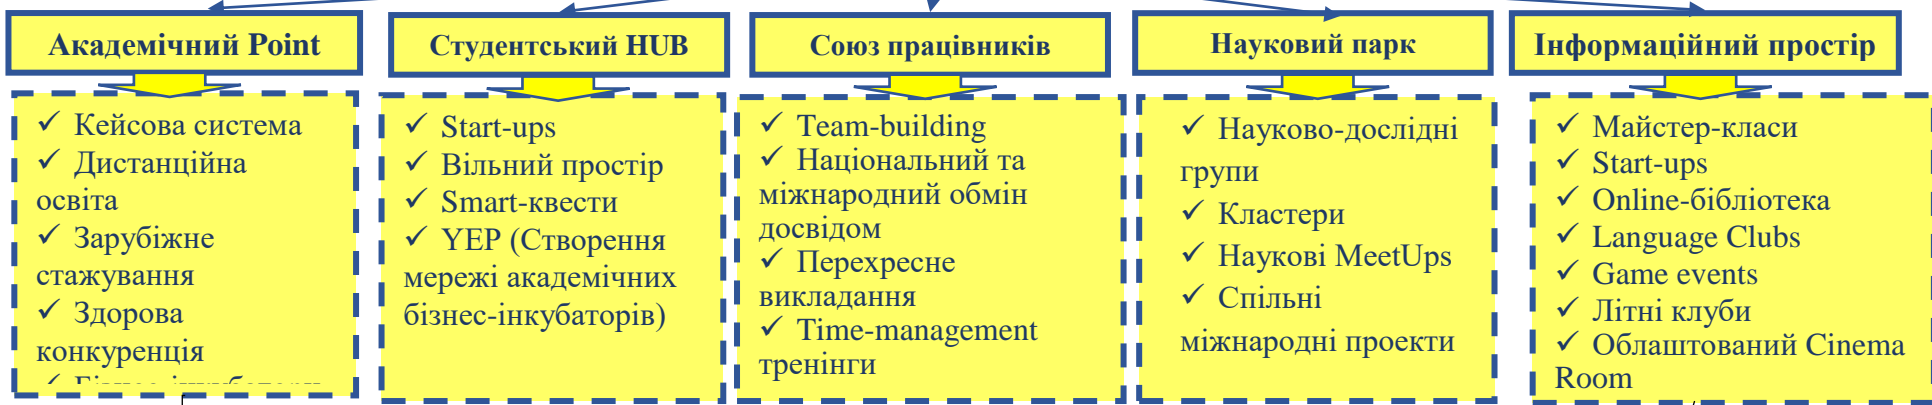 Академічний Point
Кейсова система
Дистанційна
освіта
Зарубіжне
стажування
Здорова
конкуренція
Студентський HUB
Start-ups
Вільний простір
Smart-квести
YEP (Створення
мережі академічних
бізнес-інкубаторів)
Союз працівників
Team-building
Національний та
міжнародний обмін
досвідом
Перехресне
викладання
Time-management
тренінги
Науковий парк
Науково-дослідні
групи
Кластери
Наукові MeetUps
Спільні
міжнародні проекти
Інформаційний простір
Майстер-класи
Start-ups
Online-бібліотека
Language Clubs
Game events
Літні клуби
Облаштований Cinema
Room